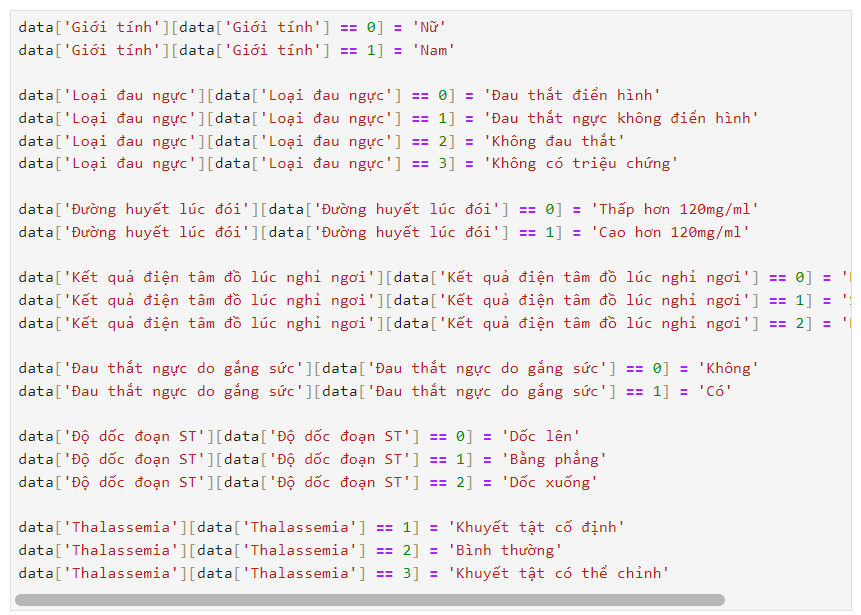 data['Giới tính'][data['Giới tính'] == 0] = 'Nữ'
data['Giới tính'][data['Giới tính'] == 1] = 'Nam'
data['Loại đau ngực'][data['Loại đau ngực'] == 0] = 'Đau thắt điển hình'
data['Loại đau ngực'][data['Loại đau ngực'] == 1] = 'Đau thắt ngực không điển hình'
data['Loại đau ngực'][data['Loại đau ngực'] == 2] = 'Không đau thắt'
data['Loại đau ngực'][data['Loại đau ngực'] == 3] = 'Không có triệu chứng'
data['Đường huyết lúc đói'][data['Đường huyết lúc đói'] == 0] = 'Thấp hơn 120mg/ml'
data['Đường huyết lúc đói'][data['Đường huyết lúc đói'] == 1] = 'Cao hơn 120mg/ml'
data['Kết quả điện tâm đồ lúc nghỉ ngơi'][data['Kết quả điện tâm đồ lúc nghỉ ngơi'] == 0] = '
data['Kết quả điện tâm đồ lúc nghỉ ngơi'][data['Kết quả điện tâm đồ lúc nghỉ ngơi'] == 1] = '
data['Kết quả điện tâm đồ lúc nghỉ ngơi'][data['Kết quả điện tâm đồ lúc nghỉ ngơi'] == 2] = '
data['Đau thắt ngực do gắng sức'][data['Đau thắt ngực do gắng sức'] == 0] = 'Không'
data['Đau thắt ngực do gắng sức'][data['Đau thắt ngực do gắng sức'] == 1] = 'Có'
data['Độ dốc đoạn ST'][data['Độ dốc đoạn ST'] == 0] = 'Dốc lên'
data['Độ dốc đoạn ST'][data['Độ dốc đoạn ST'] == 1] = 'Bằng phẳng'
data['Độ dốc đoạn ST'][data['Độ dốc đoạn ST'] == 2] = 'Dốc xuống'
data['Thalassemia'][data['Thalassemia'] == 1] = 'Khuyết tật cố định'
data['Thalassemia'][data['Thalassemia'] == 2] = 'Bình thường'
data['Thalassemia'][data['Thalassemia'] == 3] = 'Khuyết tật có thể chỉnh'